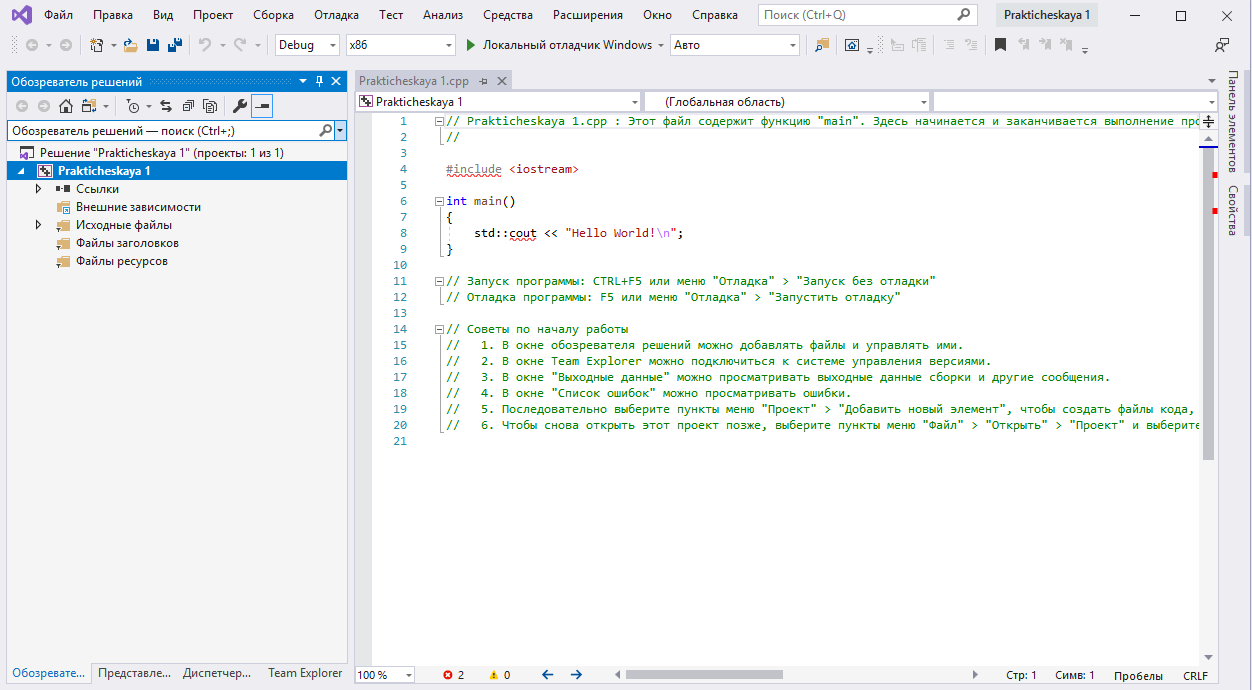 Файл Правка Вид Проект Сборка Отладка Тест Анализ Средства Расширения Окно Справка Поиск (Ctrl+Q) Prakticheskaya 1
Debug x86 Локальный отладчик Windows Авто
Обозреватель решений
Обозреватель решений — поиск (Ctrl+;)
Решение "Prakticheskaya 1" (проекты: 1 из 1)
Prakticheskaya 1
Ссылки
Внешние зависимости
Исходные файлы
Файлы заголовков
Файлы ресурсов
Обозревате... Представле... Диспетчер... Team Explorer
Prakticheskaya 1.cpp
Prakticheskaya 1 (Глобальная область)
1 // Prakticheskaya 1.cpp : Этот файл содержит функцию "main". Здесь начинается и заканчивается выполнение про
2 //
3
4 #include <iostream>
5
6 int main()
7 {
8 std::cout << "Hello World!\n";
9 }
10
11 // Запуск программы: CTRL+F5 или меню "Отладка" > "Запуск без отладки"
12 // Отладка программы: F5 или меню "Отладка" > "Запустить отладку"
13
14 // Советы по началу работы
15 // 1. В окне обозревателя решений можно добавлять файлы и управлять ими.
16 // 2. В окне Team Explorer можно подключиться к системе управления версиями.
17 // 3. В окне "Выходные данные" можно просматривать выходные данные сборки и другие сообщения.
18 // 4. В окне "Список ошибок" можно просматривать ошибки.
19 // 5. Последовательно выберите пункты меню "Проект" > "Добавить новый элемент", чтобы создать файлы кода,
20 // 6. Чтобы снова открыть этот проект позже, выберите пункты меню "Файл" > "Открыть" > "Проект" и выберите
21
100 % 2 0 Стр: 1 Симв: 1 Пробелы CRLF
Панель элементов
Свойства